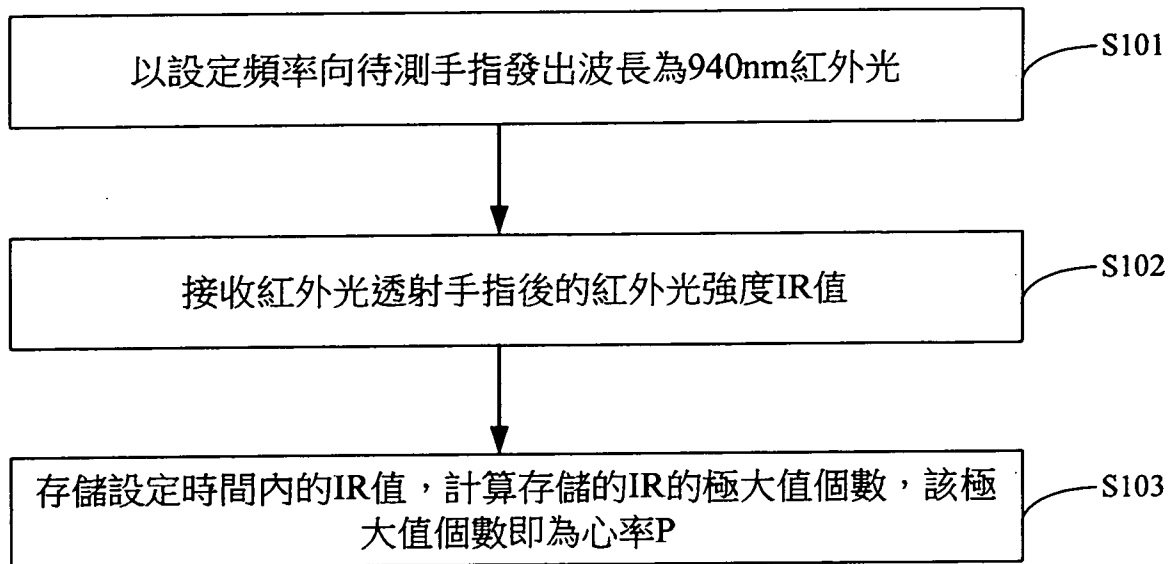 以設定頻率向待測手指發出波長為940nm紅外光
S101
接收紅外光透射手指後的紅外光強度IR值
S102
存儲設定時間內的IR值，計算存儲的IR的極大值個數，該極
大值個數即為心率P
S103